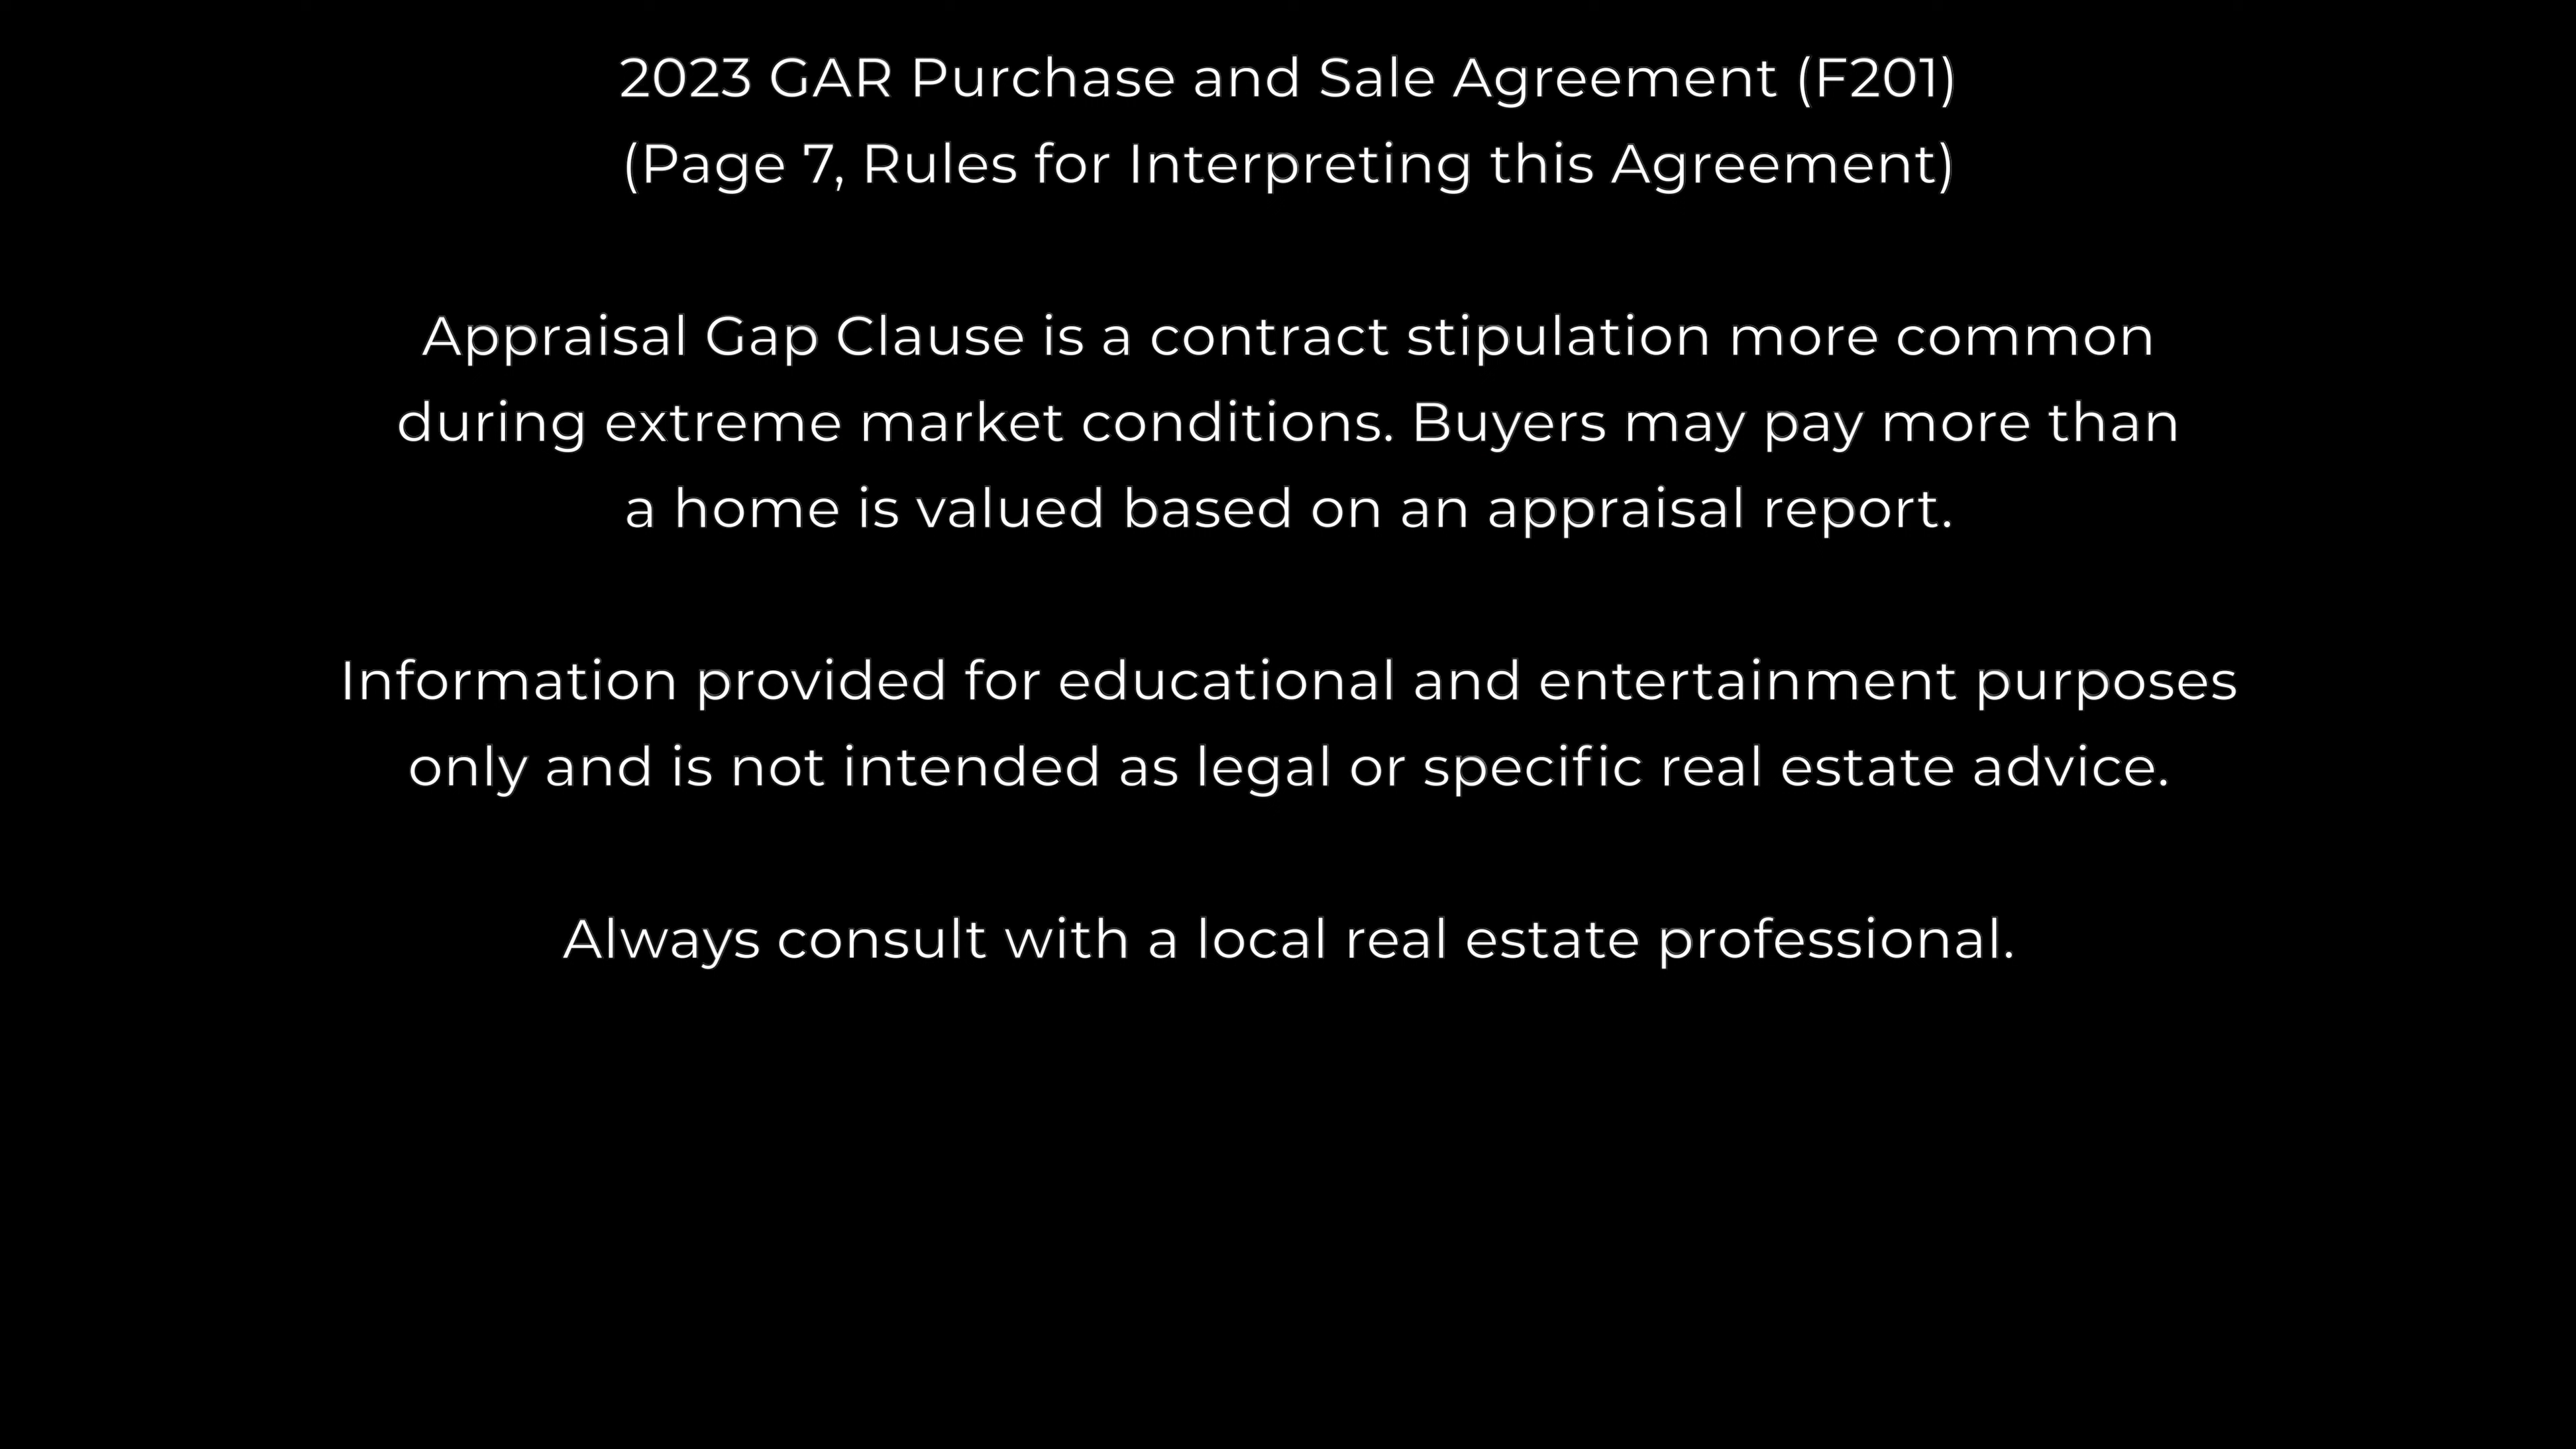 2023 GAR Purchase and Sale Agreement (F201)
(Page 7, Rules for Interpreting this Agreement)
Appraisal Gap Clause is a contract stipulation more common
during extreme market conditions. Buyers may pay more than
a home is valued based on an appraisal report.
Information provided for educational and entertainment purposes
only and is not intended as legal or specific real estate advice.
Always consult with a local real estate professional.